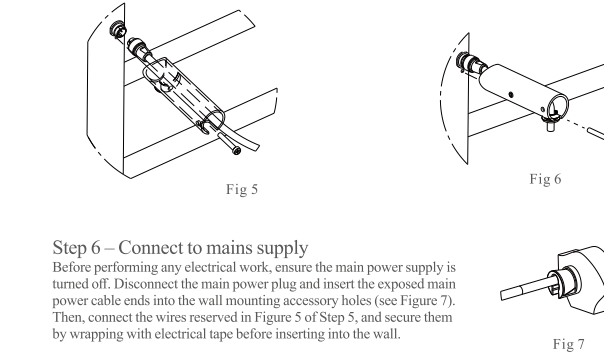 Fig 5
Fig 6
Step 6 – Connect to mains supply
Before performing any electrical work, ensure the main power supply is
turned off. Disconnect the main power plug and insert the exposed main
power cable ends into the wall mounting accessory holes (see Figure 7).
Then, connect the wires reserved in Figure 5 of Step 5, and secure them
by wrapping with electrical tape before inserting into the wall.
Fig 7